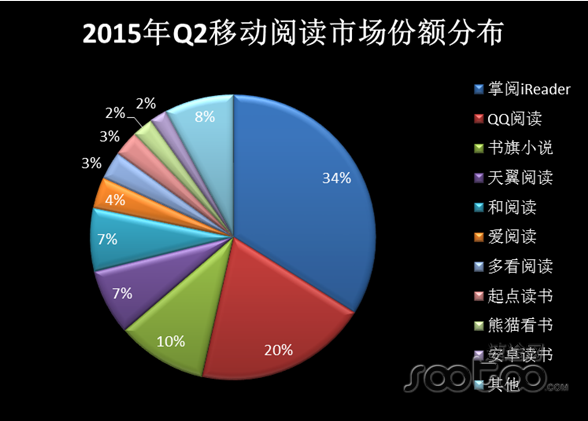 2015年Q2移动阅读市场份额分布
34%
20%
10%
7%
7%
4%
3%
3%
2%
2%
8%
掌阅iReader
QQ阅读
书旗小说
天翼阅读
和阅读
爱阅读
多看阅读
起点读书
熊猫看书
安卓读书
其他
sootoo.com